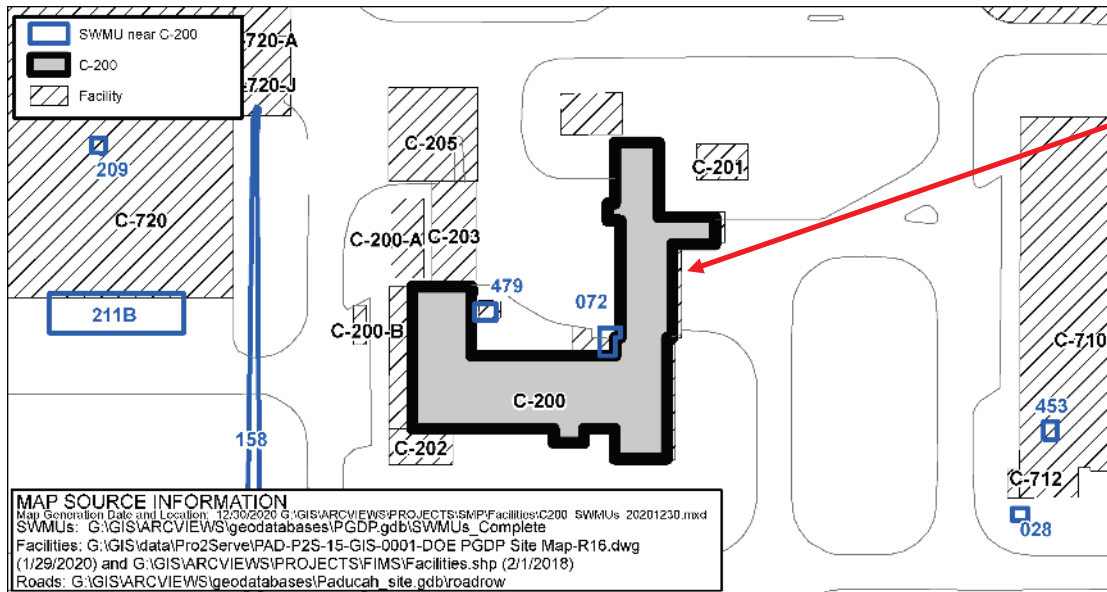 SWMU near C-200
C-200
Facility
-720-A
-720-J
209
C-720
211B
158
C-205
C-201
C-200-A
C-203
479
072
C-200-B
C-200
C-202
C-710
453
C-712
028
MAP SOURCE INFORMATION
Map Generation Date and Location: 12/30/2020 G:\GIS\ARCVIEWS\PROJECTS\SMP\Facilities\C200_SWMUs_20201230.mxd
SWMUs: G:\GIS\ARCVIEWS\geodatabases\PGDP.gdb\SWMUs_Complete
Facilities: G:\GIS\data\Pro2Serve\PAD-P2S-15-GIS-0001-DOE PGDP Site Map-R16.dwg
(1/29/2020) and G:\GIS\ARCVIEWS\PROJECTS\FIMS\Facilities.shp (2/1/2018)
Roads: G:\GIS\ARCVIEWS\geodatabases\Paducah_site.gdb\roadrow